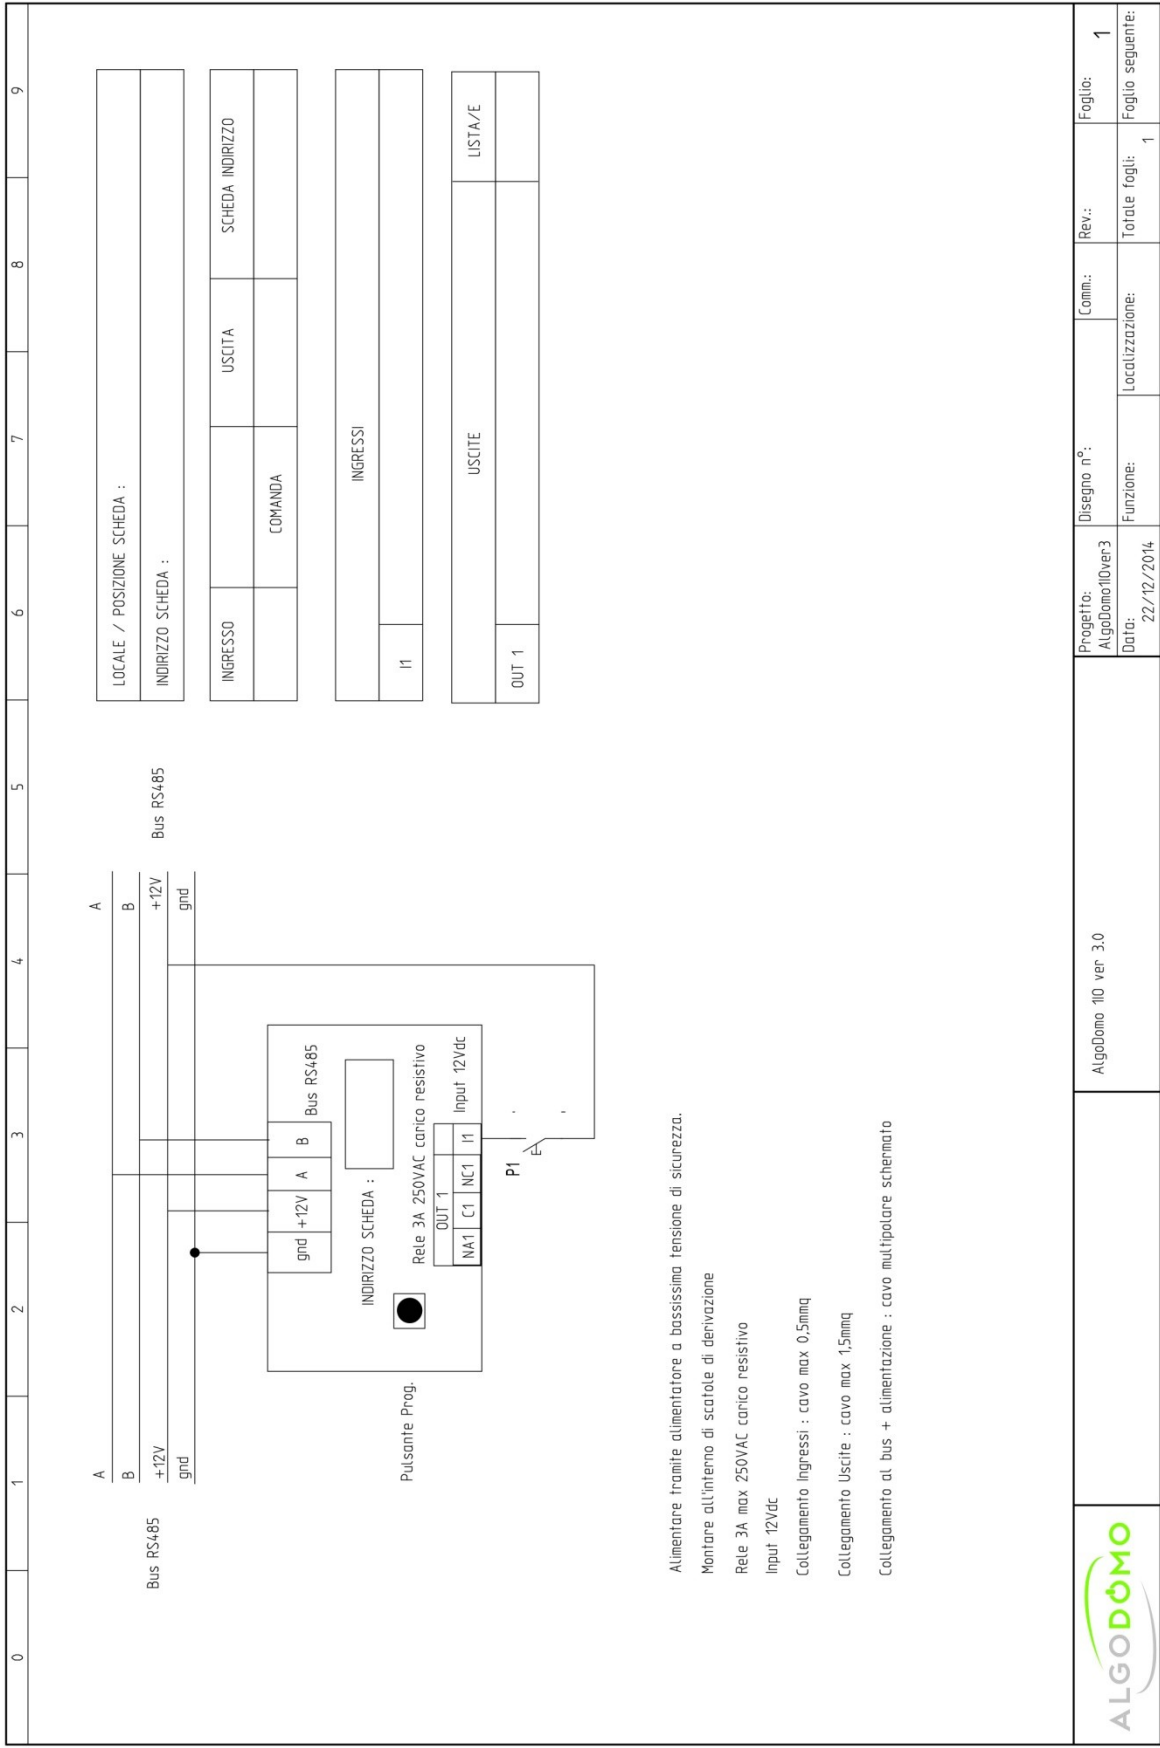 0 1 2 3 4 5 6 7 8 9
A
B
+12V
gnd
Bus RS485
A
B
+12V
gnd
Bus RS485
gnd +12V A B
Bus RS485
INDIRIZZO SCHEDA :
Rele 3A 250VAC carico resistivo
OUT 1
NA1 C1 NC1 I1
Input 12Vdc
Pulsante Prog.
P1
E
LOCALE / POSIZIONE SCHEDA :
INDIRIZZO SCHEDA :
INGRESSO USCITA SCHEDA INDIRIZZO
COMANDA
INGRESSI
I1
USCITE LISTA/E
OUT 1
Alimentare tramite alimentatore a bassissima tensione di sicurezza.
Montare all'interno di scatole di derivazione
Rele 3A max 250VAC carico resistivo
Input 12Vdc
Collegamento Ingressi : cavo max 0,5mmq
Collegamento Uscite : cavo max 1,5mmq
Collegamento al bus + alimentazione : cavo multipolare schermato
ALGODOMO
AlgoDomo 1IO ver 3.0
Progetto:
AlgoDomo1IOver3
Disegno n°:
Comm.:
Rev.:
Foglio: 1
Data:
22/12/2014
Funzione:
Localizzazione:
Totale fogli: 1
Foglio seguente: